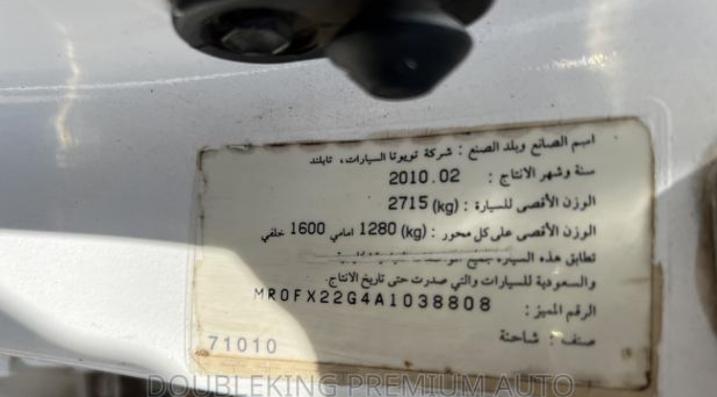 اسم الصانع وبلد الصنع : شركة تويوتا السيارات، تايلند
سنة وشهر الانتاج : 2010.02
الوزن الأقصى للسيارة : (kg) 2715
الوزن الأقصى على كل محور : (kg) 1280 امامي 1600 خلفي
تطابق هذه السيارة جميع
والسعودية للسيارات والتي صدرت حتى تاريخ الانتاج.
الرقم المميز : MR0FX22G4A1038808
صنف : شاحنة
71010
DOUBLEKING PREMIUM AUTO